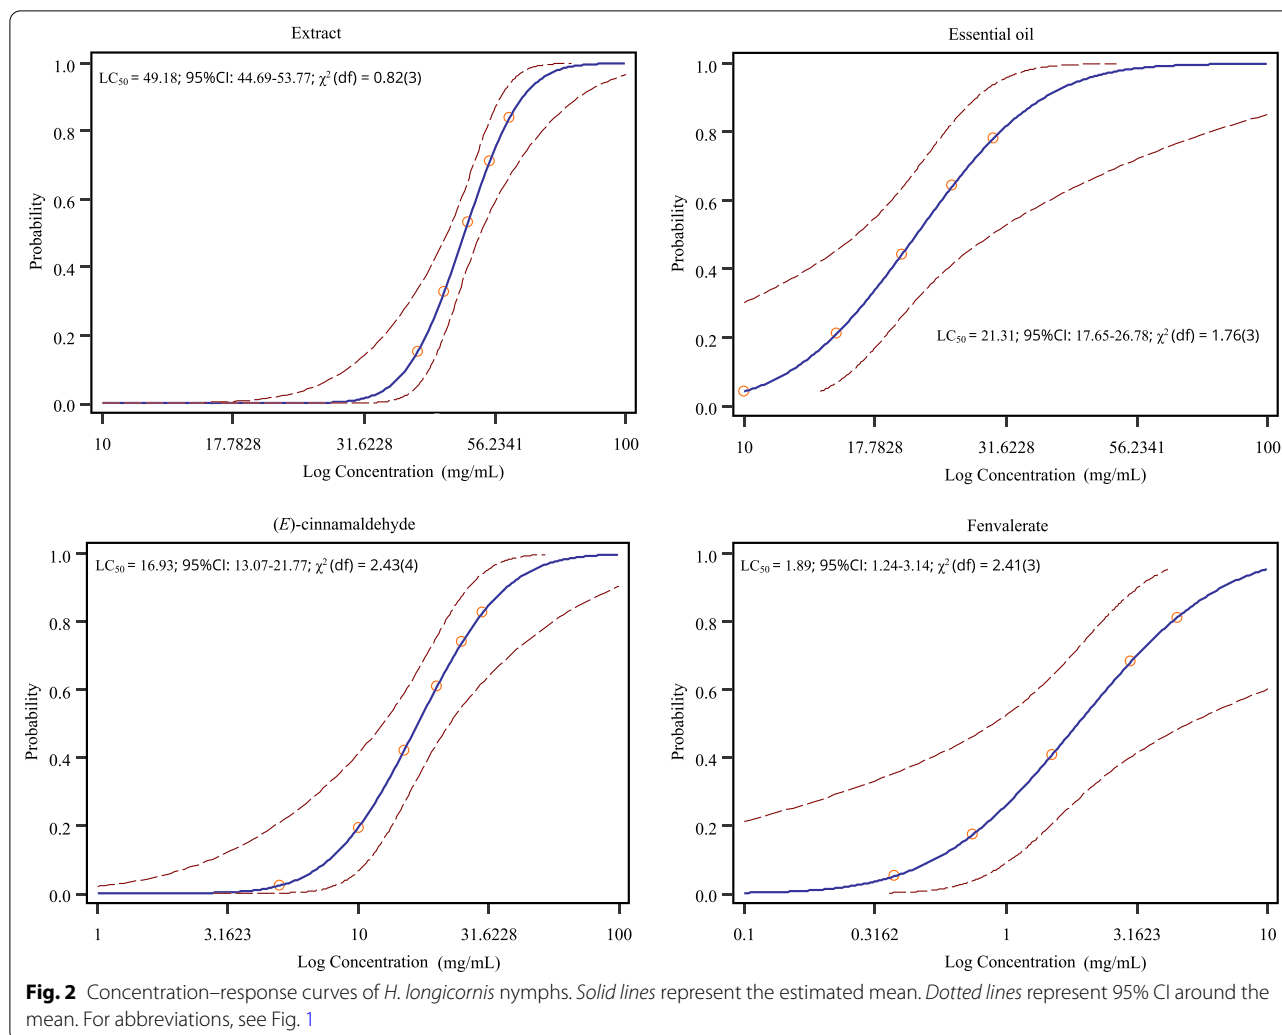 Extract
LC₅₀ = 49.18; 95%CI: 44.69-53.77; χ² (df) = 0.82(3)
1.0
0.8
0.6
0.4
0.2
0.0
Probability
10 17.7828 31.6228 56.2341 100
Log Concentration (mg/mL)
Essential oil
1.0
0.8
0.6
0.4
0.2
0.0
Probability
LC₅₀ = 21.31; 95%CI: 17.65-26.78; χ² (df) = 1.76(3)
10 17.7828 31.6228 56.2341 100
Log Concentration (mg/mL)
(E)-cinnamaldehyde
LC₅₀ = 16.93; 95%CI: 13.07-21.77; χ² (df) = 2.43(4)
1.0
0.8
0.6
0.4
0.2
0.0
Probability
1 3.1623 10 31.6228 100
Log Concentration (mg/mL)
Fenvalerate
LC₅₀ = 1.89; 95%CI: 1.24-3.14; χ² (df) = 2.41(3)
1.0
0.8
0.6
0.4
0.2
0.0
Probability
0.1 0.3162 1 3.1623 10
Log Concentration (mg/mL)
Fig. 2 Concentration–response curves of H. longicornis nymphs. Solid lines represent the estimated mean. Dotted lines represent 95% CI around the
mean. For abbreviations, see Fig. 1